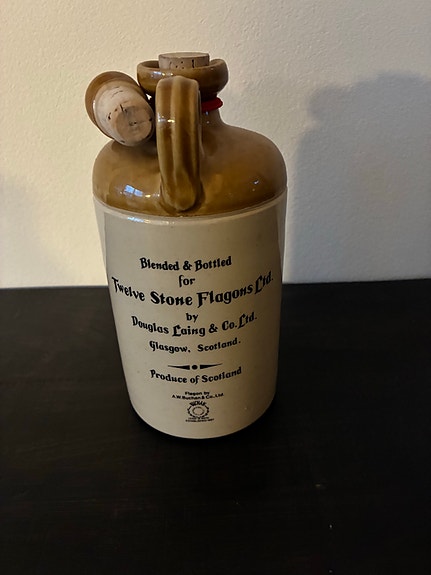 Blended & Bottled
for
Twelve Stone Flagons Ltd.
by
Douglas Laing & Co. Ltd.
Glasgow, Scotland.
Produce of Scotland
Flagon by
A.W. Buchan & Co., Ltd.